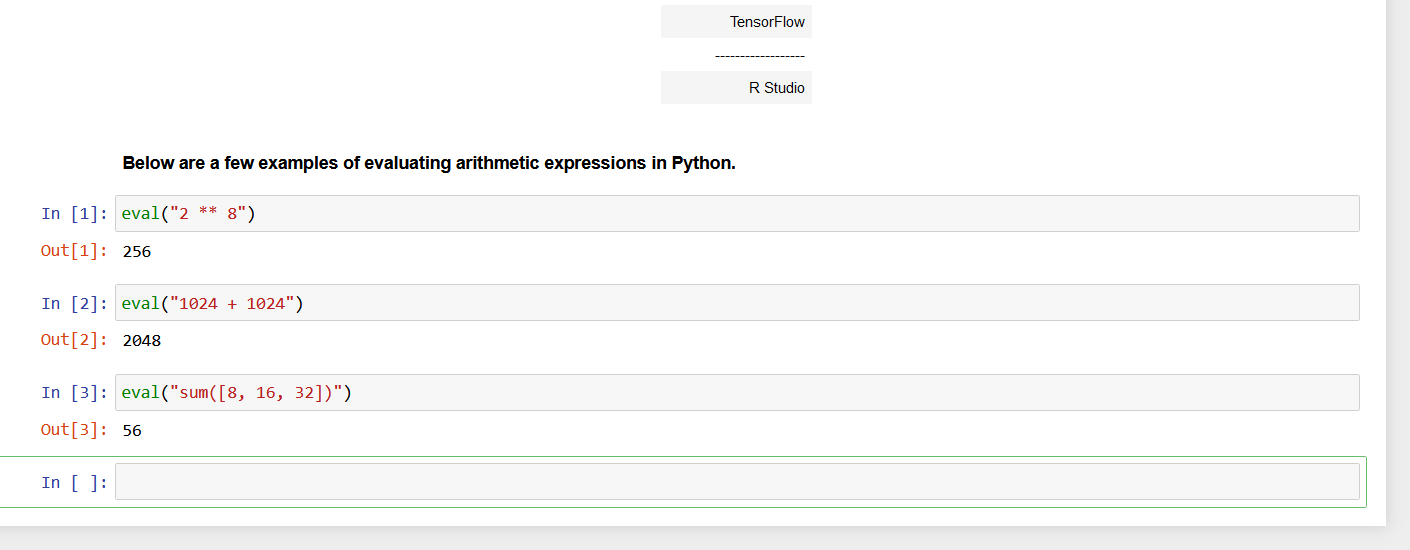 TensorFlow
------------------
R Studio
Below are a few examples of evaluating arithmetic expressions in Python.
In [1]: eval("2 ** 8")
Out[1]: 256
In [2]: eval("1024 + 1024")
Out[2]: 2048
In [3]: eval("sum([8, 16, 32])")
Out[3]: 56
In [ ]: